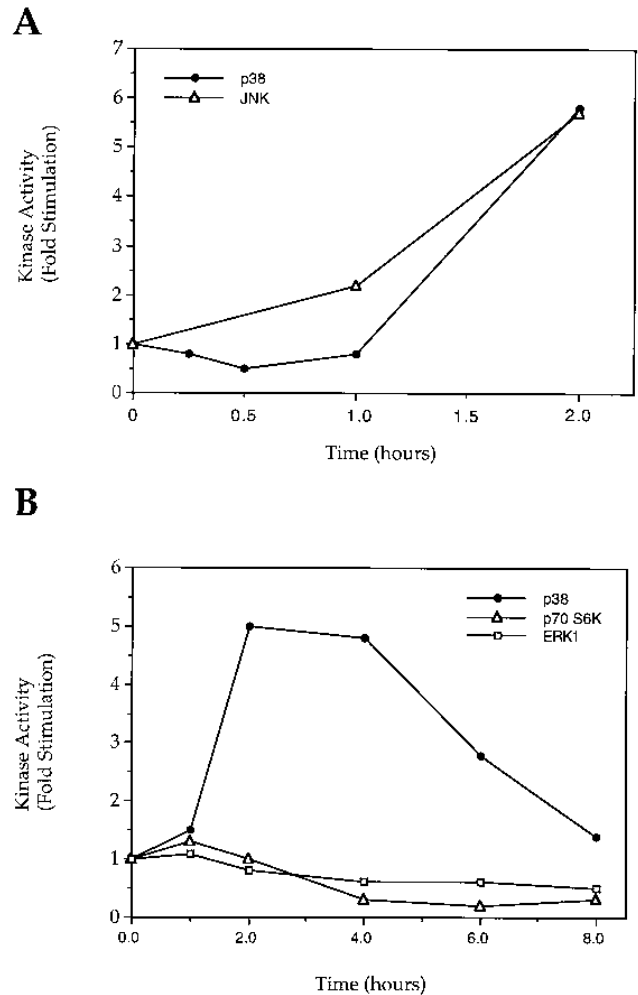 A
7
6
5
4
3
2
1
0
Kinase Activity
(Fold Stimulation)
p38
JNK
0 0.5 1.0 1.5 2.0
Time (hours)
B
6
5
4
3
2
1
0
Kinase Activity
(Fold Stimulation)
p38
p70 S6K
ERK1
0.0 2.0 4.0 6.0 8.0
Time (hours)